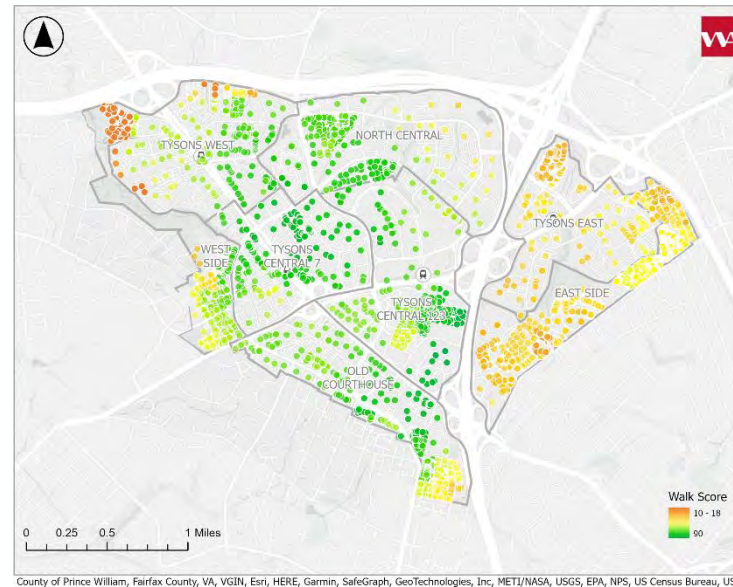 NORTH CENTRAL
TYSONS WEST
TYSONS EAST
WEST
SIDE
TYSONS
CENTRAL 7
EAST SIDE
TYSONS
CENTRAL 123
OLD
COURTHOUSE
Walk Score
10 - 18
90
0 0.25 0.5 1 Miles
County of Prince William, Fairfax County, VA, VGIN, Esri, HERE, Garmin, SafeGraph, GeoTechnologies, Inc, METI/NASA, USGS, EPA, NPS, US Census Bureau,